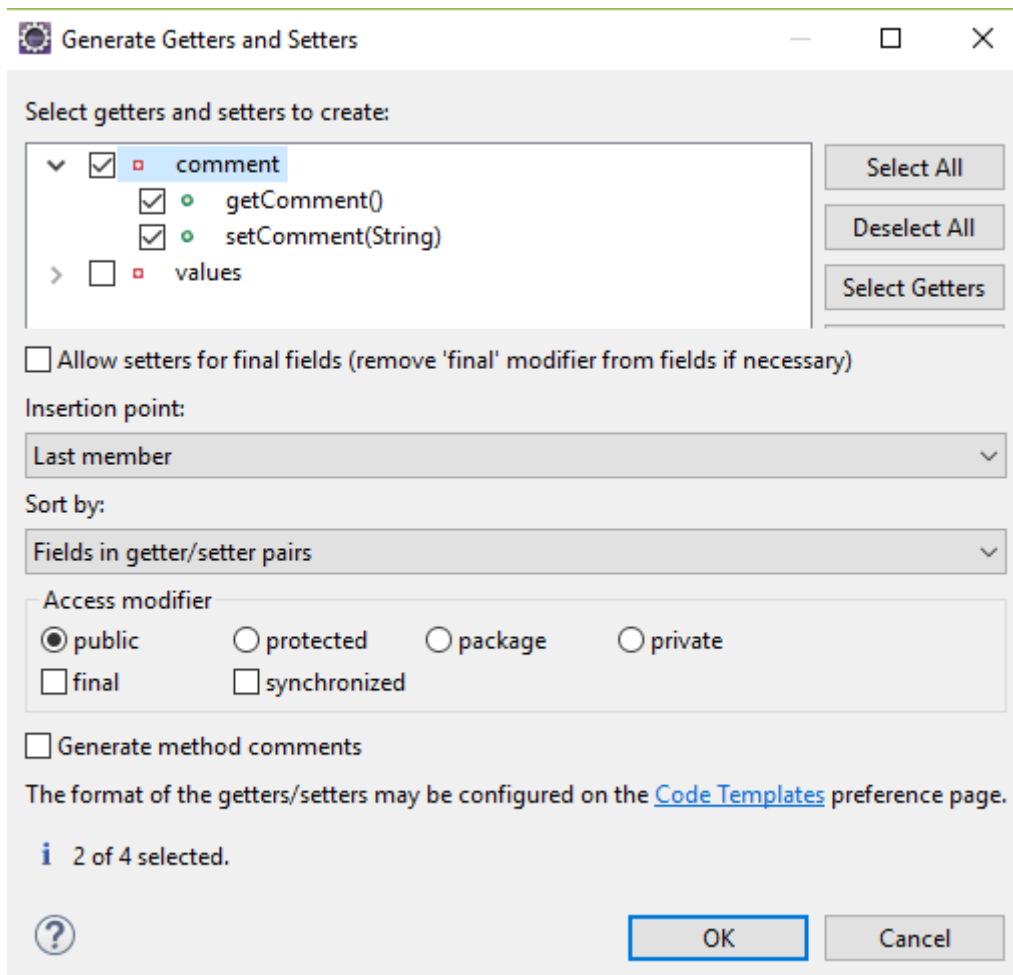 Generate Getters and Setters
Select getters and setters to create:
comment
getComment()
setComment(String)
values
Select All
Deselect All
Select Getters
Allow setters for final fields (remove 'final' modifier from fields if necessary)
Insertion point:
Last member
Sort by:
Fields in getter/setter pairs
Access modifier
public protected package private
final synchronized
Generate method comments
The format of the getters/setters may be configured on the Code Templates preference page.
2 of 4 selected.
OK Cancel